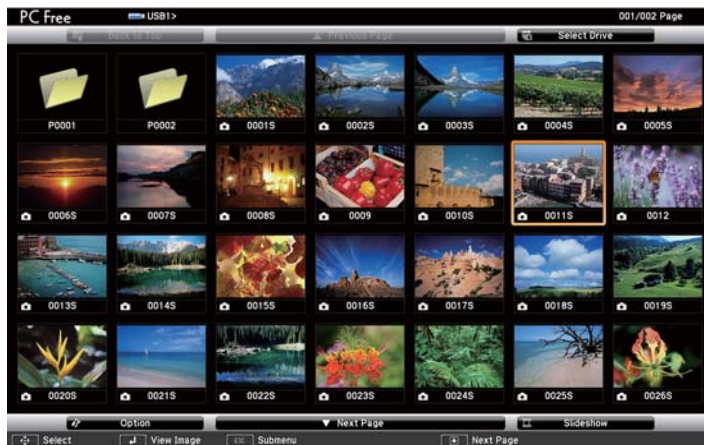 PC Free USB1> 001/002 Page
Back to Top ▲ Previous Page Select Drive
P0001 P0002 0001S 0002S 0003S 0004S 0005S
0006S 0007S 0008S 0009 0010S 0011S 0012
0013S 0014S 0015S 0016S 0017S 0018S 0019S
0020S 0021S 0022S 0023S 0024S 0025S 0026S
Option ▼ Next Page Slideshow
Select View Image Esc Submenu [+] Next Page